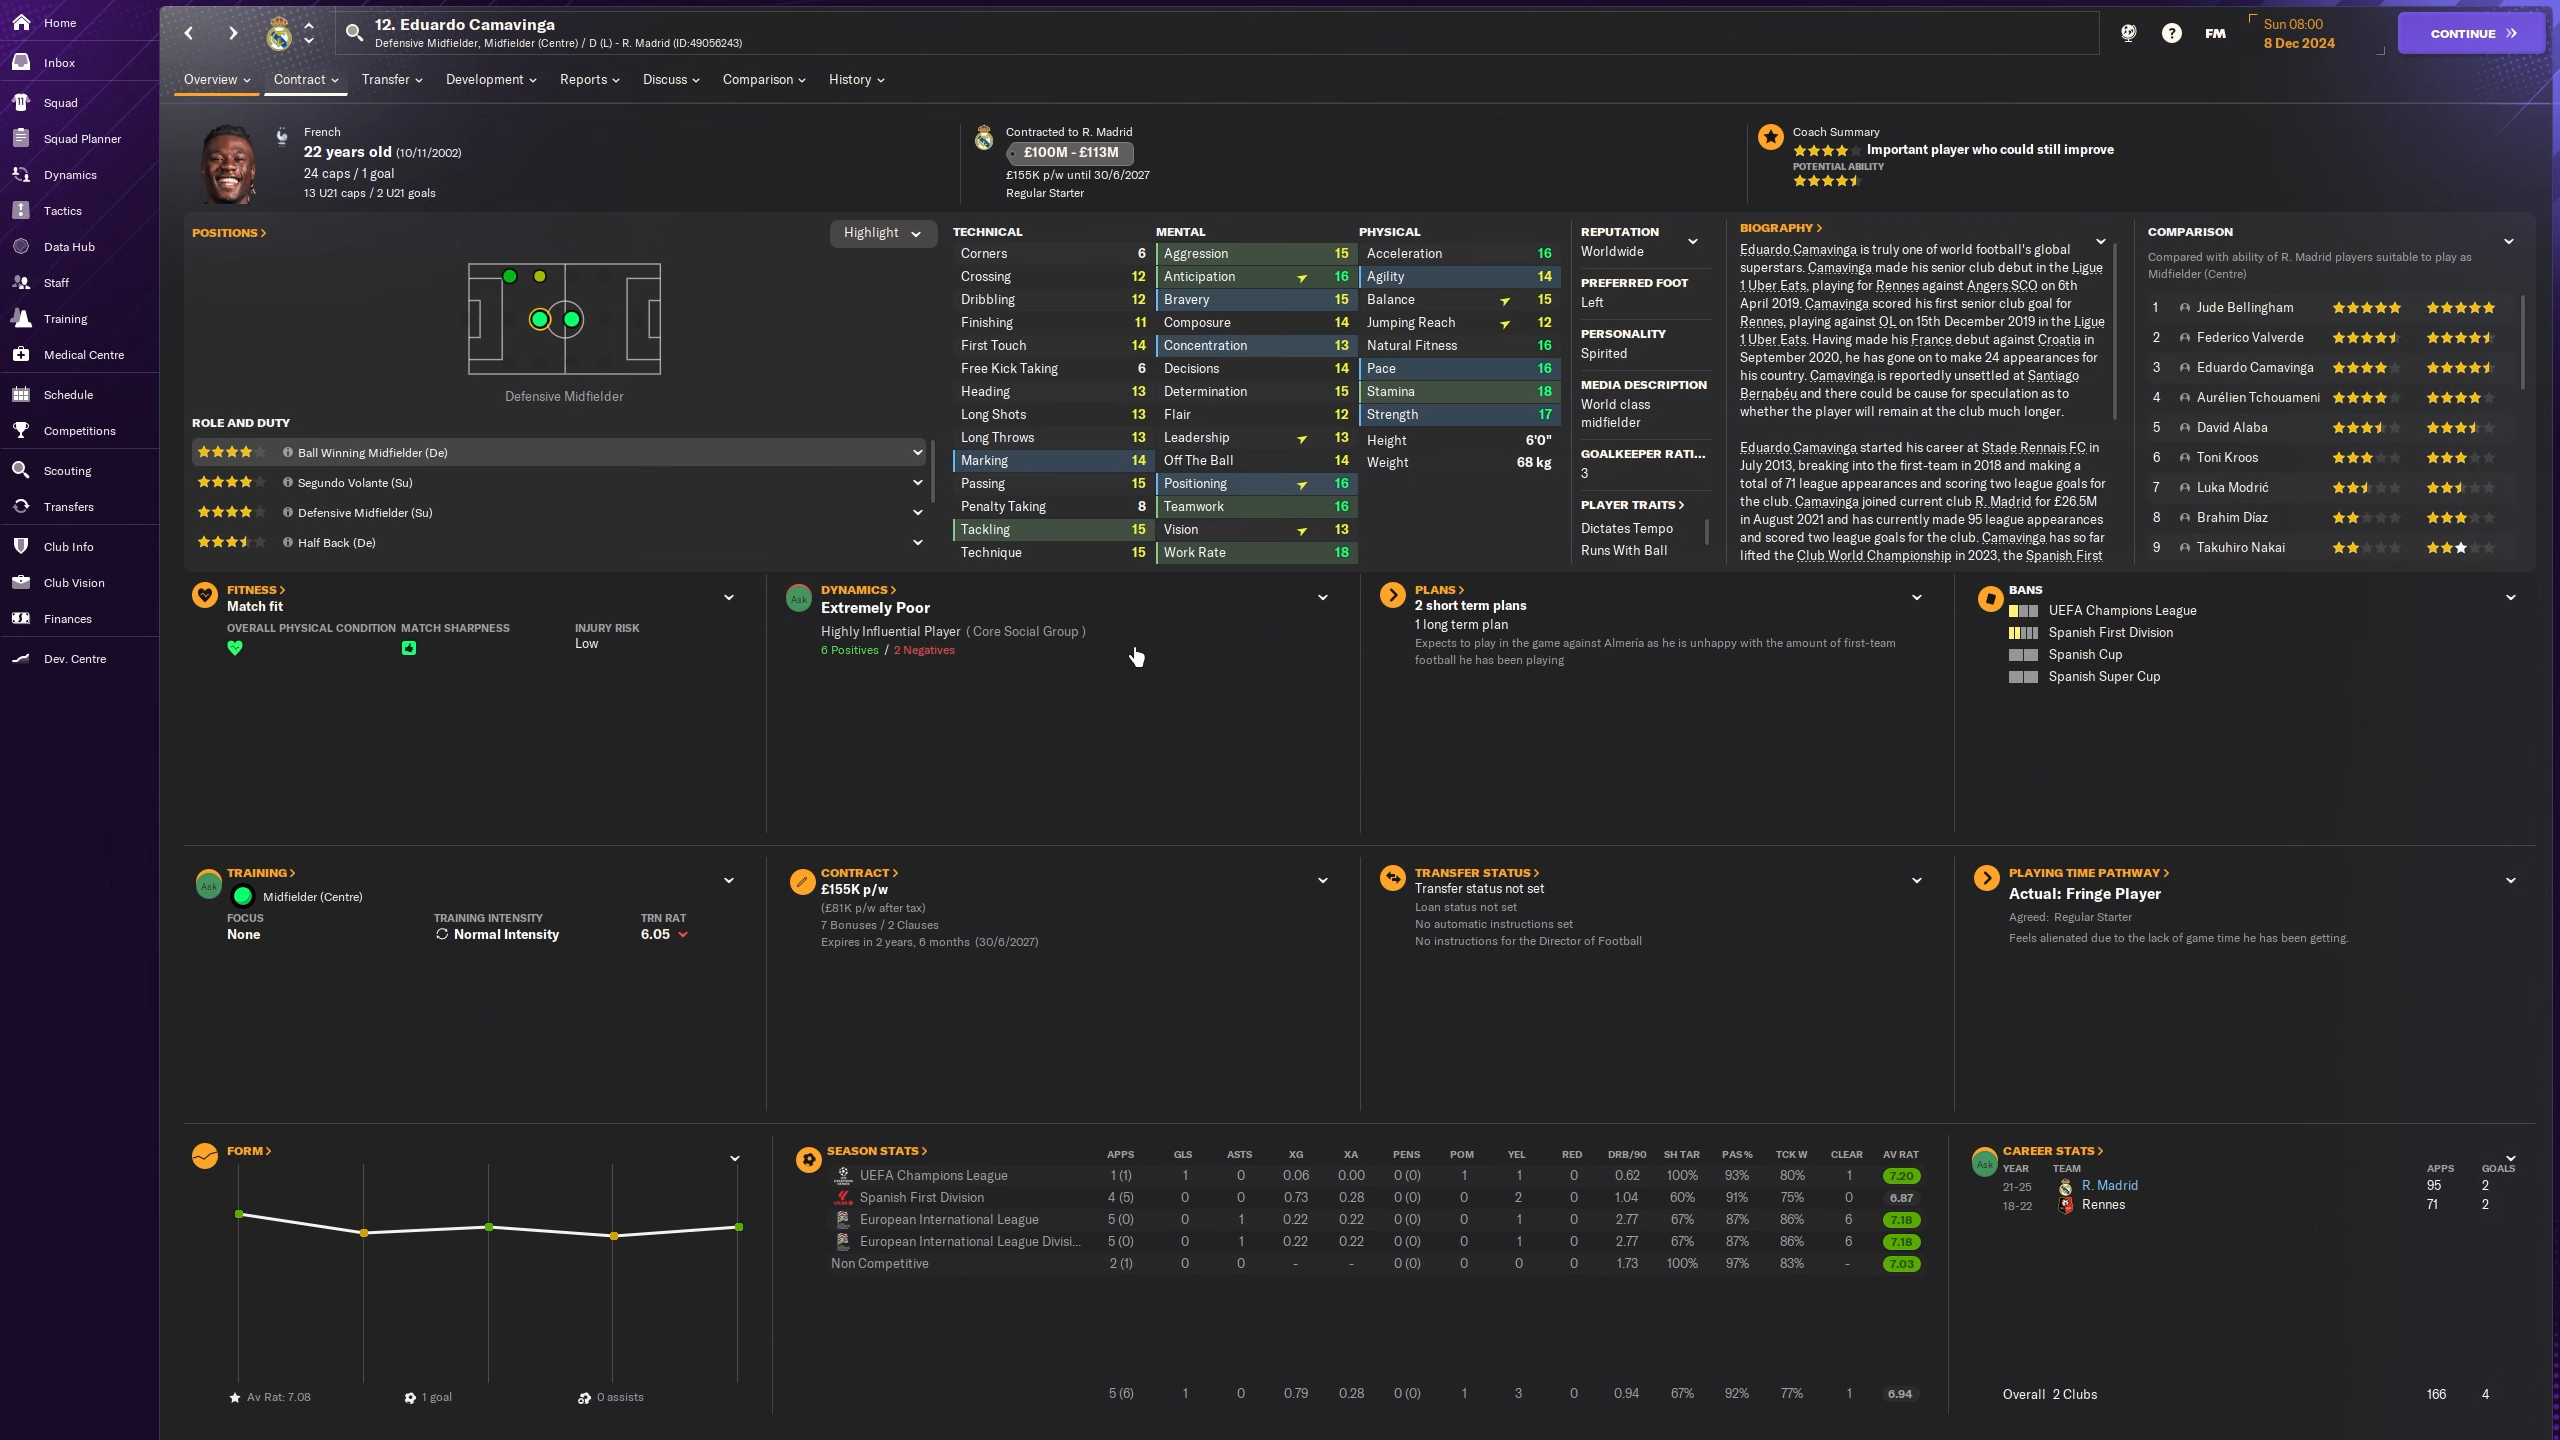 Home
Inbox
Squad
Squad Planner
Dynamics
Tactics
Data Hub
Staff
Training
Medical Centre
Schedule
Competitions
Scouting
Transfers
Club Info
Club Vision
Finances
Dev. Centre
12. Eduardo Camavinga
Defensive Midfielder, Midfielder (Centre) / D (L) - R. Madrid (ID:49056243)
FM
Sun 08:00
8 Dec 2024
CONTINUE
Overview Contract Transfer Development Reports Discuss Comparison History
French
22 years old (10/11/2002)
24 caps / 1 goal
13 U21 caps / 2 U21 goals
Contracted to R. Madrid
£100M - £113M
£155K p/w until 30/6/2027
Regular Starter
Coach Summary
Important player who could still improve
POTENTIAL ABILITY
POSITIONS >
Highlight
Defensive Midfielder
ROLE AND DUTY
Ball Winning Midfielder (De)
Segundo Volante (Su)
Defensive Midfielder (Su)
Half Back (De)
TECHNICAL
Corners 6
Crossing 12
Dribbling 12
Finishing 11
First Touch 14
Free Kick Taking 6
Heading 13
Long Shots 13
Long Throws 13
Marking 14
Passing 15
Penalty Taking 8
Tackling 15
Technique 15
MENTAL
Aggression 15
Anticipation 16
Bravery 15
Composure 14
Concentration 13
Decisions 14
Determination 15
Flair 12
Leadership 13
Off The Ball 14
Positioning 16
Teamwork 16
Vision 13
Work Rate 18
PHYSICAL
Acceleration 16
Agility 14
Balance 15
Jumping Reach 12
Natural Fitness 16
Pace 16
Stamina 18
Strength 17
Height 6'0"
Weight 68 kg
REPUTATION
Worldwide
PREFERRED FOOT
Left
PERSONALITY
Spirited
MEDIA DESCRIPTION
World class
midfielder
GOALKEEPER RATI...
3
PLAYER TRAITS >
Dictates Tempo
Runs With Ball
BIOGRAPHY >
Eduardo Camavinga is truly one of world football's global
superstars. Camavinga made his senior club debut in the Ligue
1 Uber Eats, playing for Rennes against Angers SCO on 6th
April 2019. Camavinga scored his first senior club goal for
Rennes, playing against OL on 15th December 2019 in the Ligue
1 Uber Eats. Having made his France debut against Croatia in
September 2020, he has gone on to make 24 appearances for
his country. Camavinga is reportedly unsettled at Santiago
Bernabéu and there could be cause for speculation as to
whether the player will remain at the club much longer.
Eduardo Camavinga started his career at Stade Rennais FC in
July 2013, breaking into the first-team in 2018 and making a
total of 71 league appearances and scoring two league goals for
the club. Camavinga joined current club R. Madrid for £26.5M
in August 2021 and has currently made 95 league appearances
and scored two league goals for the club. Camavinga has so far
lifted the Club World Championship in 2023, the Spanish First
COMPARISON
Compared with ability of R. Madrid players suitable to play as
Midfielder (Centre)
1 Jude Bellingham
2 Federico Valverde
3 Eduardo Camavinga
4 Aurélien Tchouameni
5 David Alaba
6 Toni Kroos
7 Luka Modrić
8 Brahim Díaz
9 Takuhiro Nakai
FITNESS >
Match fit
OVERALL PHYSICAL CONDITION MATCH SHARPNESS INJURY RISK
Low
Ask
DYNAMICS >
Extremely Poor
Highly Influential Player ( Core Social Group )
6 Positives / 2 Negatives
PLANS >
2 short term plans
1 long term plan
Expects to play in the game against Almería as he is unhappy with the amount of first-team
football he has been playing
BANS
UEFA Champions League
Spanish First Division
Spanish Cup
Spanish Super Cup
Ask
TRAINING >
Midfielder (Centre)
FOCUS TRAINING INTENSITY TRN RAT
None Normal Intensity 6.05
CONTRACT >
£155K p/w
(£81K p/w after tax)
7 Bonuses / 2 Clauses
Expires in 2 years, 6 months (30/6/2027)
TRANSFER STATUS >
Transfer status not set
Loan status not set
No automatic instructions set
No instructions for the Director of Football
PLAYING TIME PATHWAY >
Actual: Fringe Player
Agreed: Regular Starter
Feels alienated due to the lack of game time he has been getting.
FORM >
Av Rat: 7.08 1 goal 0 assists
SEASON STATS > APPS GLS ASTS XG XA PENS POM YEL RED DRB/90 SH TAR PAS % TCK W CLEAR AV RAT
UEFA Champions League 1 (1) 1 0 0.06 0.00 0 (0) 1 1 0 0.62 100% 93% 80% 1 7.20
Spanish First Division 4 (5) 0 0 0.73 0.28 0 (0) 0 2 0 1.04 60% 91% 75% 0 6.87
European International League 5 (0) 0 1 0.22 0.22 0 (0) 0 1 0 2.77 67% 87% 86% 6 7.18
European International League Divisi... 5 (0) 0 1 0.22 0.22 0 (0) 0 1 0 2.77 67% 87% 86% 6 7.18
Non Competitive 2 (1) 0 0 - - 0 (0) 0 0 0 1.73 100% 97% 83% - 7.03
5 (6) 1 0 0.79 0.28 0 (0) 1 3 0 0.94 67% 92% 77% 1 6.94
Ask
CAREER STATS >
YEAR TEAM APPS GOALS
21-25 R. Madrid 95 2
18-22 Rennes 71 2
Overall 2 Clubs 166 4